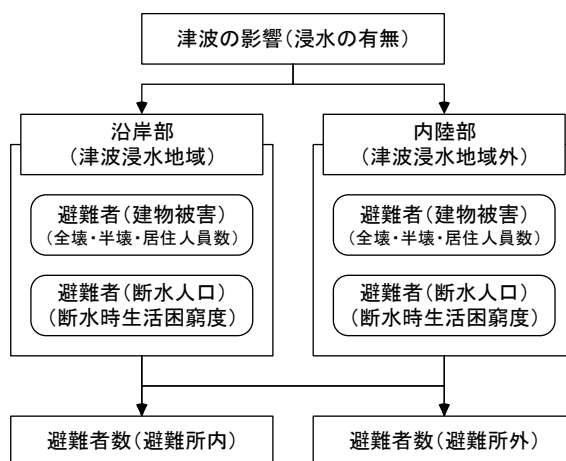 津波の影響(浸水の有無)
沿岸部
(津波浸水地域)
避難者(建物被害)
(全壊・半壊・居住人員数)
避難者(断水人口)
(断水時生活困窮度)
内陸部
(津波浸水地域外)
避難者(建物被害)
(全壊・半壊・居住人員数)
避難者(断水人口)
(断水時生活困窮度)
避難者数(避難所内)
避難者数(避難所外)